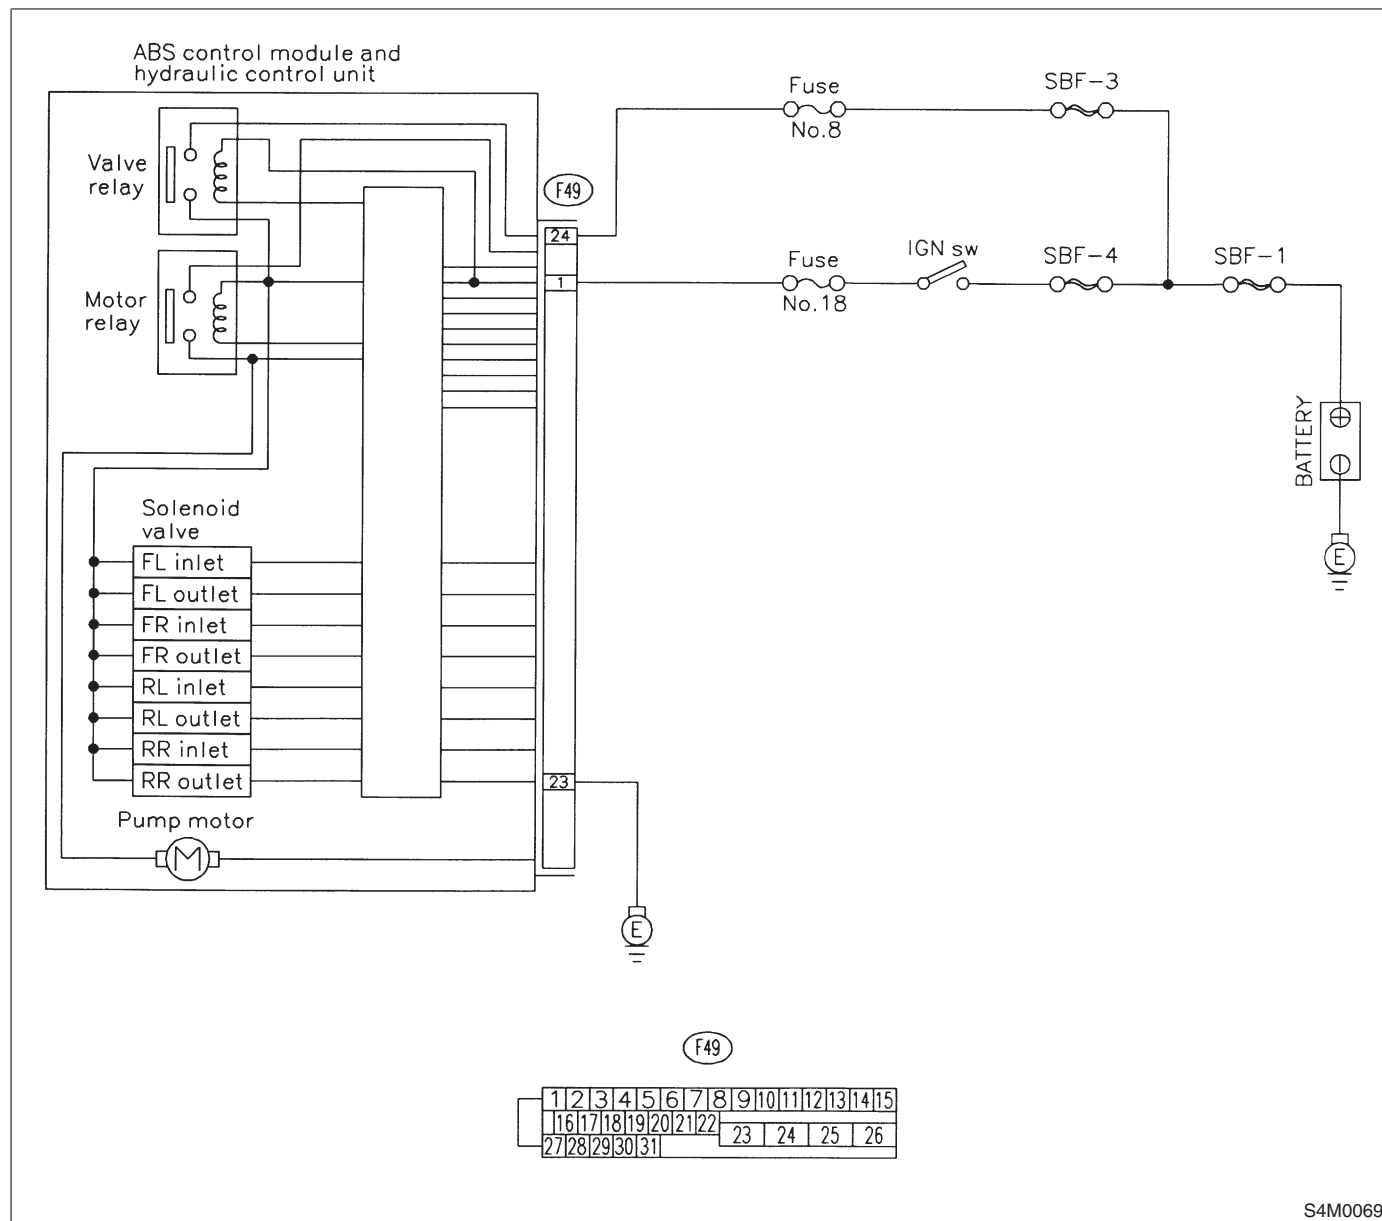 ABS control module and
hydraulic control unit
Valve
relay
Motor
relay
F49
24
1
Fuse
No.8
SBF-3
Fuse
No.18
IGN sw
SBF-4
SBF-1
BATTERY
E
Solenoid
valve
FL inlet
FL outlet
FR inlet
FR outlet
RL inlet
RL outlet
RR inlet
RR outlet
23
Pump motor
M
E
F49
1 2 3 4 5 6 7 8 9 10 11 12 13 14 15
16 17 18 19 20 21 22
23 24 25 26
27 28 29 30 31
S4M0069